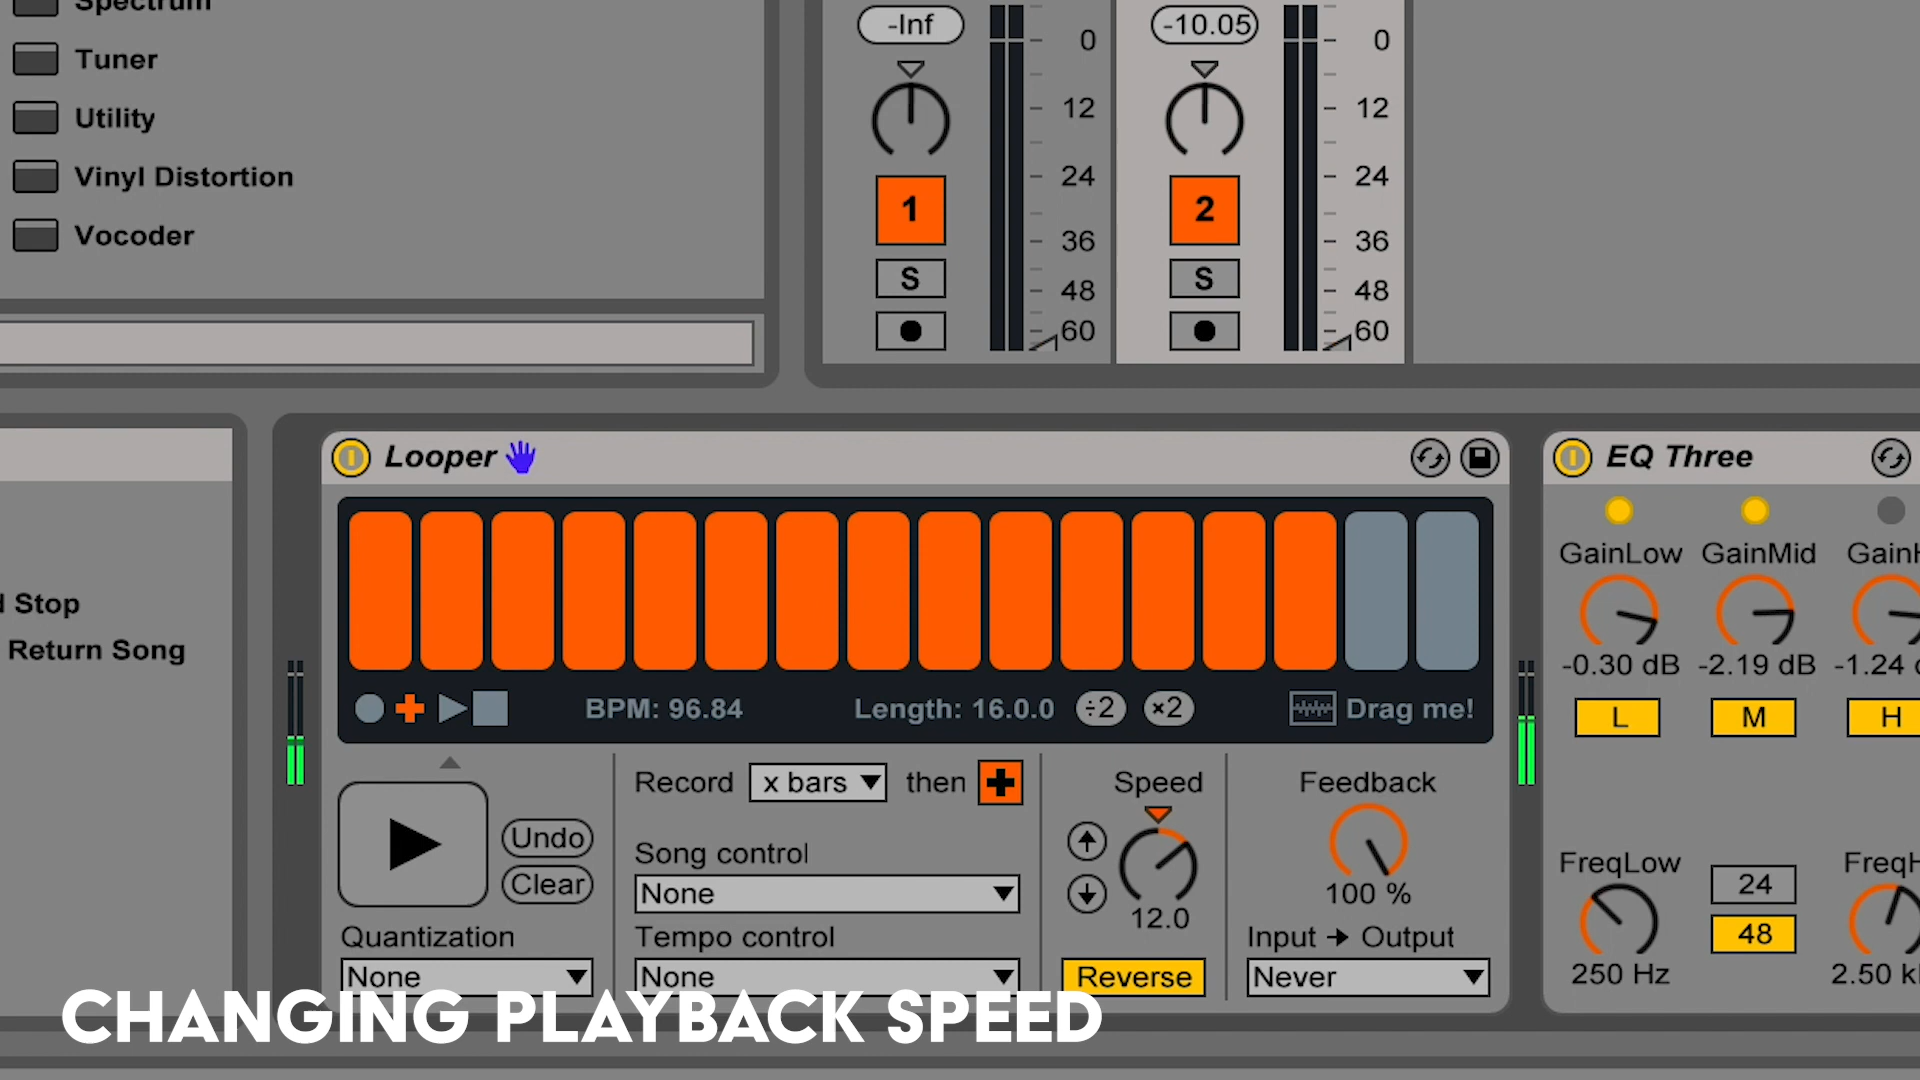 Spectrum
Tuner
Utility
Vinyl Distortion
Vocoder
-Inf
0
12
24
36
48
60
1
S
-10.05
0
12
24
36
48
60
2
S
Stop
Return Song
Looper
BPM: 96.84
Length: 16.0.0
÷2
×2
Drag me!
Undo
Clear
Quantization
None
Record x bars then
Song control
None
Tempo control
None
Speed
12.0
Reverse
Feedback
100 %
Input → Output
Never
EQ Three
GainLow GainMid
-0.30 dB -2.19 dB -1.24
L M H
FreqLow
24
48
250 Hz
2.50
CHANGING PLAYBACK SPEED